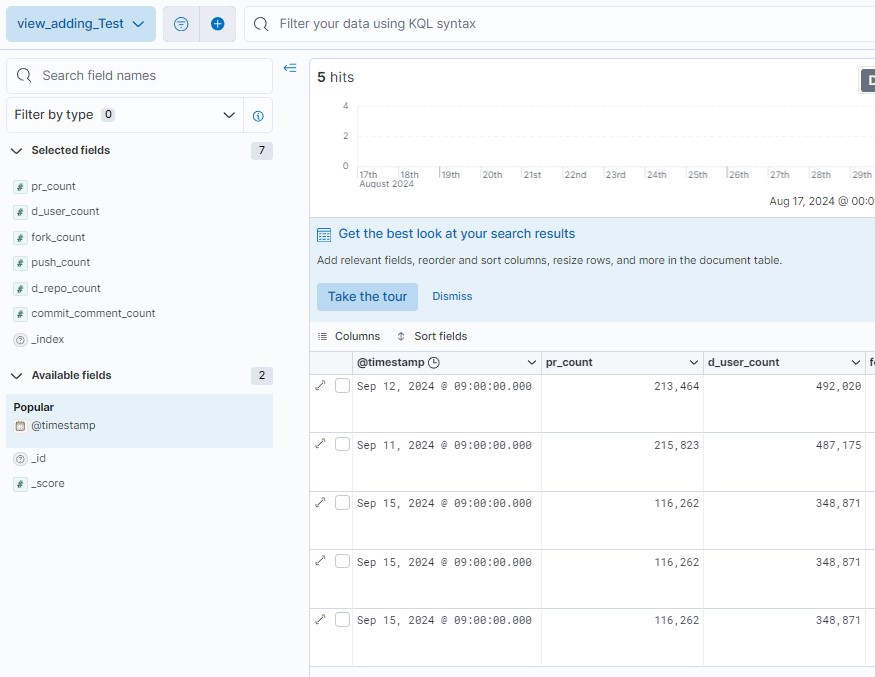 view_adding_Test
Filter your data using KQL syntax
Search field names
Filter by type 0
Selected fields 7
# pr_count
# d_user_count
# fork_count
# push_count
# d_repo_count
# commit_comment_count
_index
Available fields 2
Popular
@timestamp
_id
# _score
5 hits
D
4
2
0
17th 18th 19th 20th 21st 22nd 23rd 24th 25th 26th 27th 28th 29th
August 2024
Aug 17, 2024 @ 00:0
Get the best look at your search results
Add relevant fields, reorder and sort columns, resize rows, and more in the document table.
Take the tour Dismiss
Columns Sort fields
@timestamp pr_count d_user_count f
Sep 12, 2024 @ 09:00:00.000 213,464 492,020
Sep 11, 2024 @ 09:00:00.000 215,823 487,175
Sep 15, 2024 @ 09:00:00.000 116,262 348,871
Sep 15, 2024 @ 09:00:00.000 116,262 348,871
Sep 15, 2024 @ 09:00:00.000 116,262 348,871